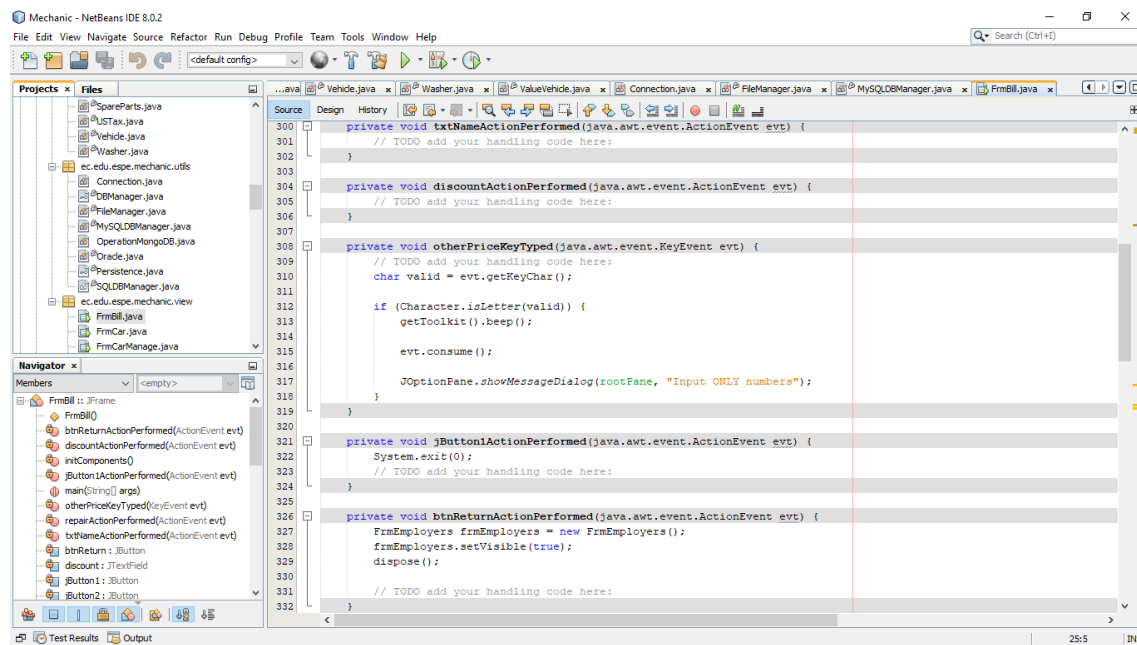 Mechanic - NetBeans IDE 8.0.2
File Edit View Navigate Source Refactor Run Debug Profile Team Tools Window Help
Search (Ctrl+I)
<default config>
Projects × Files
...ava Vehicle.java × Washer.java × ValueVehicle.java × Connection.java × FileManager.java × MySQLDBManager.java × FrmBill.java ×
Source Design History
SpareParts.java
USTax.java
Vehicle.java
Washer.java
ec.edu.espe.mechanic.utils
Connection.java
DBManager.java
FileManager.java
MySQLDBManager.java
OperationMongoDB.java
Oracle.java
Persistence.java
SQLDBManager.java
ec.edu.espe.mechanic.view
FrmBill.java
FrmCar.java
FrmCarManage.java
Navigator ×
Members <empty>
FrmBill :: JFrame
FrmBill()
btnReturnActionPerformed(ActionEvent evt)
discountActionPerformed(ActionEvent evt)
initComponents()
jButton1ActionPerformed(ActionEvent evt)
main(String[] args)
otherPriceKeyTyped(KeyEvent evt)
repairActionPerformed(ActionEvent evt)
txtNameActionPerformed(ActionEvent evt)
btnReturn : JButton
discount : JTextField
jButton1 : JButton
jButton2 : JButton
300 private void txtNameActionPerformed(java.awt.event.ActionEvent evt) {
301 // TODO add your handling code here:
302 }
303
304 private void discountActionPerformed(java.awt.event.ActionEvent evt) {
305 // TODO add your handling code here:
306 }
307
308 private void otherPriceKeyTyped(java.awt.event.KeyEvent evt) {
309 // TODO add your handling code here:
310 char valid = evt.getKeyChar();
311
312 if (Character.isLetter(valid)) {
313 getToolkit().beep();
314
315 evt.consume();
316
317 JOptionPane.showMessageDialog(rootPane, "Input ONLY numbers");
318 }
319 }
320
321 private void jButton1ActionPerformed(java.awt.event.ActionEvent evt) {
322 System.exit(0);
323 // TODO add your handling code here:
324 }
325
326 private void btnReturnActionPerformed(java.awt.event.ActionEvent evt) {
327 FrmEmployers frmEmployers = new FrmEmployers();
328 frmEmployers.setVisible(true);
329 dispose();
330
331 // TODO add your handling code here:
332 }
Test Results Output
25:5 IN